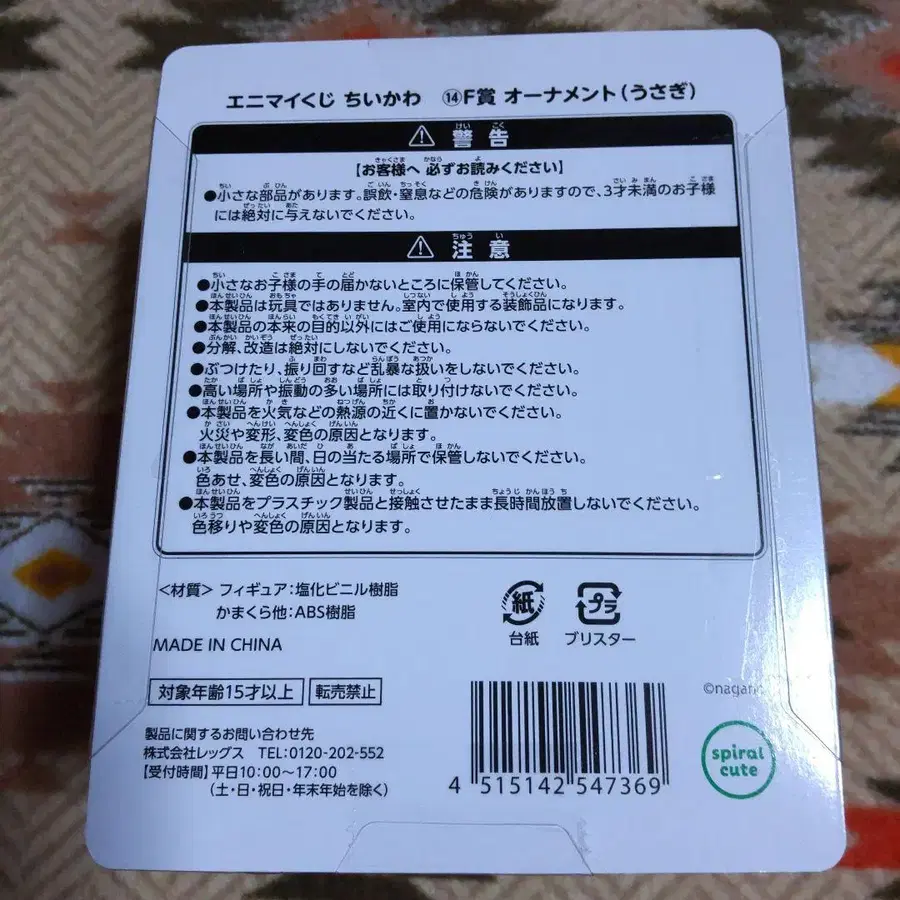 エニマイくじ ちいかわ ⑭F賞 オーナメント(うさぎ)
⚠ 警告
【お客様へ 必ずお読みください】
●小さな部品があります。誤飲・窒息などの危険がありますので、3才未満のお子様
には絶対に与えないでください。
⚠ 注意
●小さなお子様の手の届かないところに保管してください。
●本製品は玩具ではありません。室内で使用する装飾品になります。
●本製品の本来の目的以外にはご使用にならないでください。
●分解、改造は絶対にしないでください。
●ぶつけたり、振り回すなど乱暴な扱いをしないでください。
●高い場所や振動の多い場所には取り付けないでください。
●本製品を火気などの熱源の近くに置かないでください。
火災や変形、変色の原因となります。
●本製品を長い間、日の当たる場所で保管しないでください。
色あせ、変色の原因となります。
●本製品をプラスチック製品と接触させたまま長時間放置しないでください。
色移りや変色の原因となります。
<材質> フィギュア:塩化ビニル樹脂
かまくら他:ABS樹脂
MADE IN CHINA
紙
台紙
プラ
ブリスター
対象年齢15才以上
転売禁止
製品に関するお問い合わせ先
株式会社レッグス TEL:0120-202-552
【受付時間】平日10:00〜17:00
(土・日・祝日・年末年始を除く)
4 515142 547369
spiral
cute